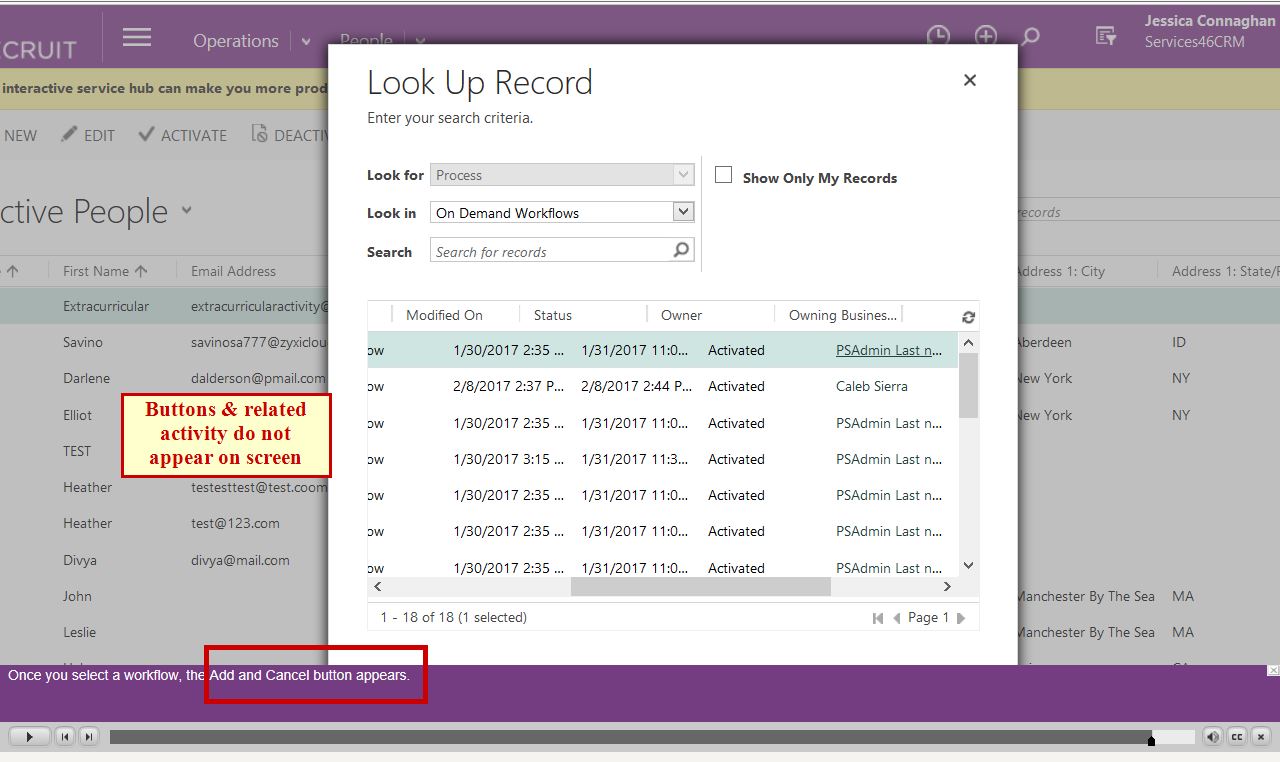 ECRUIT
Operations
People
Jessica Connaghan
Services46CRM
interactive service hub can make you more prod
NEW
EDIT
ACTIVATE
DEACTIV
ctive People
records
First Name
Email Address
Address 1: City
Address 1: State/P
Extracurricular
extracurricularactivity@
Savino
savinosa777@zyxiclou
Aberdeen
ID
Darlene
dalderson@pmail.com
New York
NY
Elliot
New York
NY
TEST
Heather
testesttest@test.coom
Heather
test@123.com
Divya
divya@mail.com
John
Manchester By The Sea
MA
Leslie
Manchester By The Sea
MA
Buttons & related
activity do not
appear on screen
Look Up Record
Enter your search criteria.
Look for
Process
Show Only My Records
Look in
On Demand Workflows
Search
Search for records
Modified On
Status
Owner
Owning Busines...
ow 1/30/2017 2:35 ... 1/31/2017 11:0... Activated PSAdmin Last n...
2/8/2017 2:37 P... 2/8/2017 2:44 P... Activated Caleb Sierra
ow 1/30/2017 2:35 ... 1/31/2017 11:0... Activated PSAdmin Last n...
ow 1/30/2017 3:15 ... 1/31/2017 11:3... Activated PSAdmin Last n...
ow 1/30/2017 2:35 ... 1/31/2017 11:0... Activated PSAdmin Last n...
ow 1/30/2017 2:35 ... 1/31/2017 11:0... Activated PSAdmin Last n...
ow 1/30/2017 2:35 ... 1/31/2017 11:0... Activated PSAdmin Last n...
1 - 18 of 18 (1 selected)
Page 1
Once you select a workflow, the Add and Cancel button appears.
CC